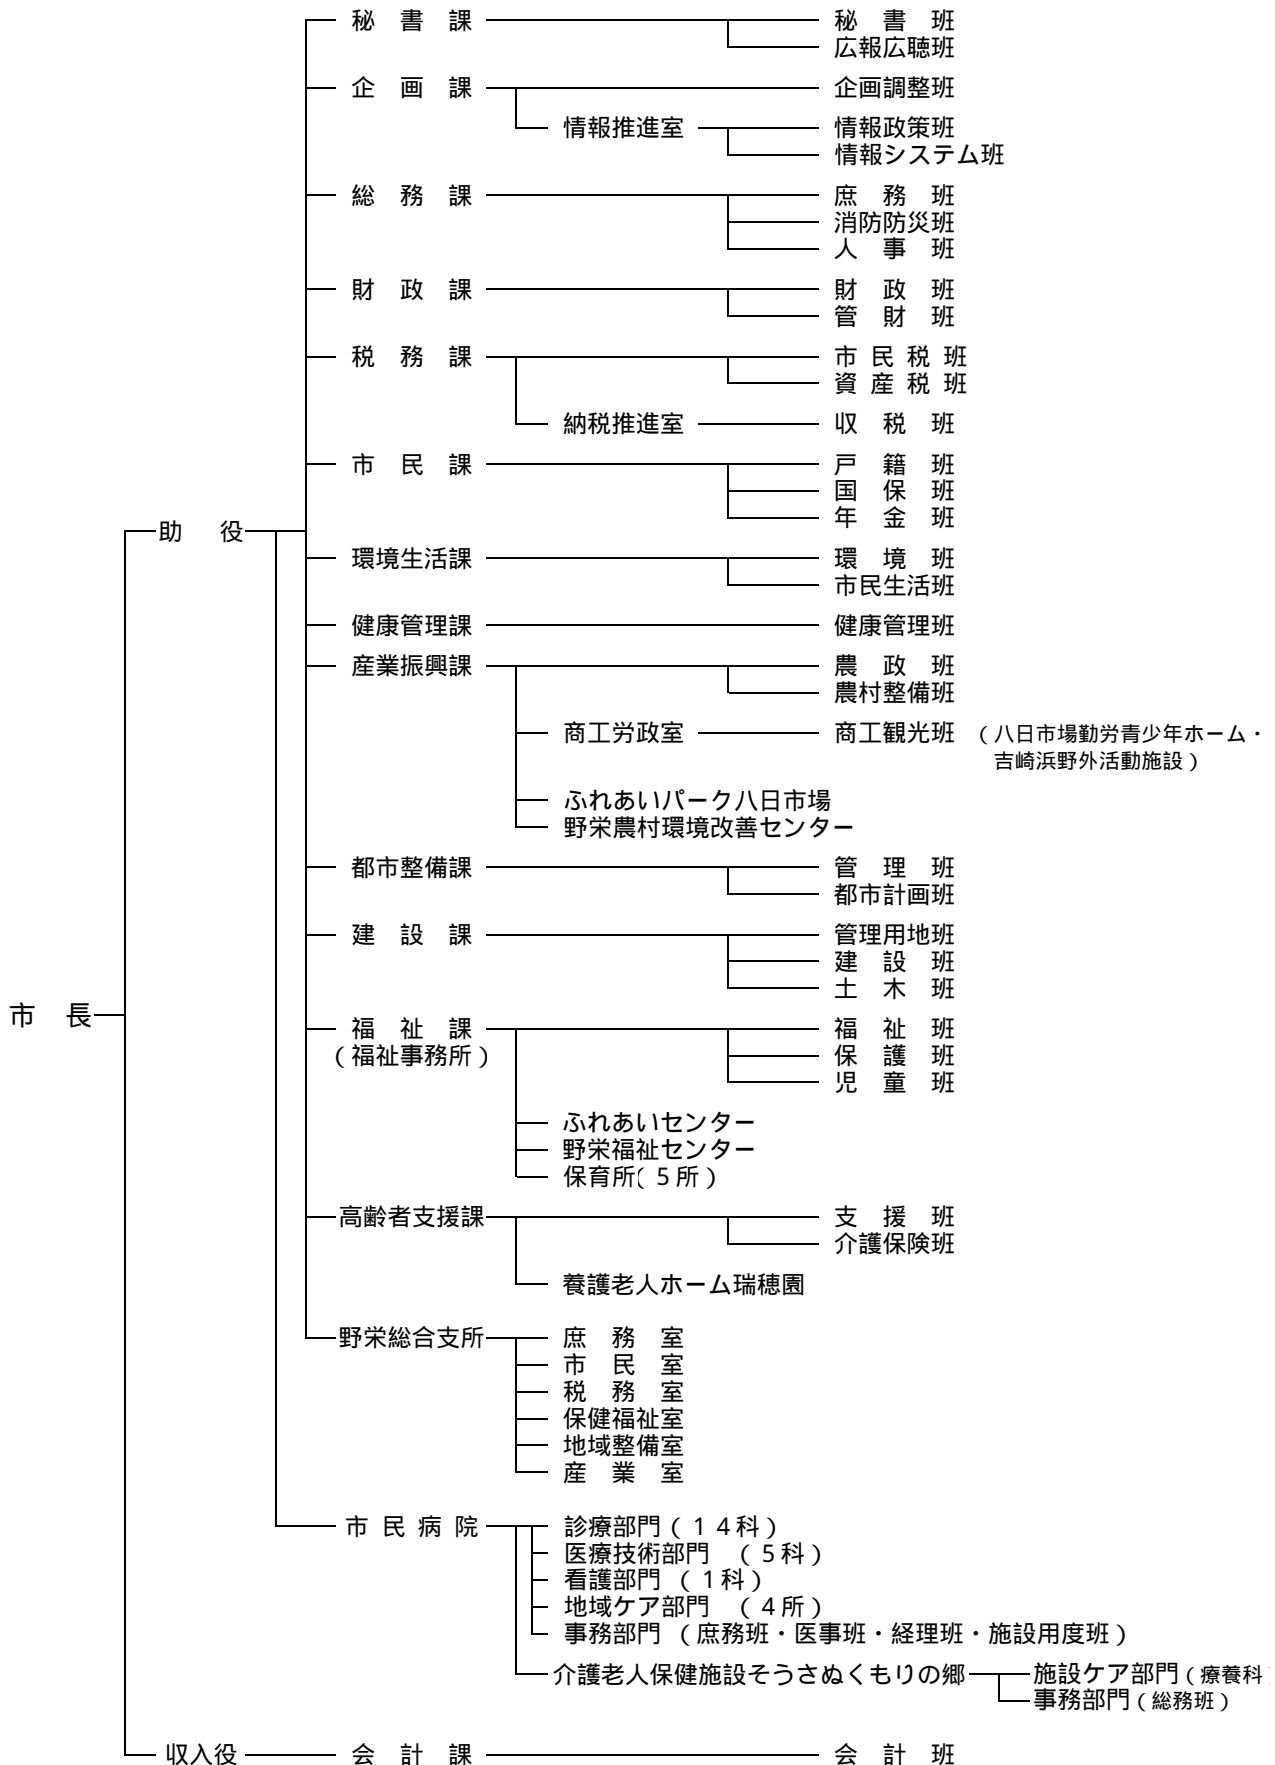 秘　書　課　秘　書　班
広報広聴班
企　画　課　企画調整班
情報推進室　情報政策班
情報システム班
総　務　課　庶　務　班
消防防災班
人　事　班
財　政　課　財　政　班
管　財　班
税　務　課　市 民 税 班
資 産 税 班
納税推進室　収　税　班
市　民　課　戸　籍　班
国　保　班
年　金　班
助　役
環境生活課　環　境　班
市民生活班
健康管理課　健康管理班
産業振興課　農　政　班
農村整備班
商工労政室　商工観光班　（八日市場勤労青少年ホーム・
吉崎浜野外活動施設）
ふれあいパーク八日市場
野栄農村環境改善センター
都市整備課　管　理　班
都市計画班
建　設　課　管理用地班
建　設　班
土　木　班
市　長
福　祉　課　福　祉　班
（福祉事務所）　保　護　班
児　童　班
ふれあいセンター
野栄福祉センター
保育所(５所）
高齢者支援課　支　援　班
介護保険班
養護老人ホーム瑞穂園
野栄総合支所　庶　務　室
市　民　室
税　務　室
保健福祉室
地域整備室
産　業　室
市 民 病 院　診療部門（１４科）
医療技術部門　（５科）
看護部門　（１科）
地域ケア部門　（４所）
事務部門　（庶務班・医事班・経理班・施設用度班）
介護老人保健施設そうさぬくもりの郷　施設ケア部門（療養科）
事務部門（総務班）
収入役　会　計　課　会　計　班